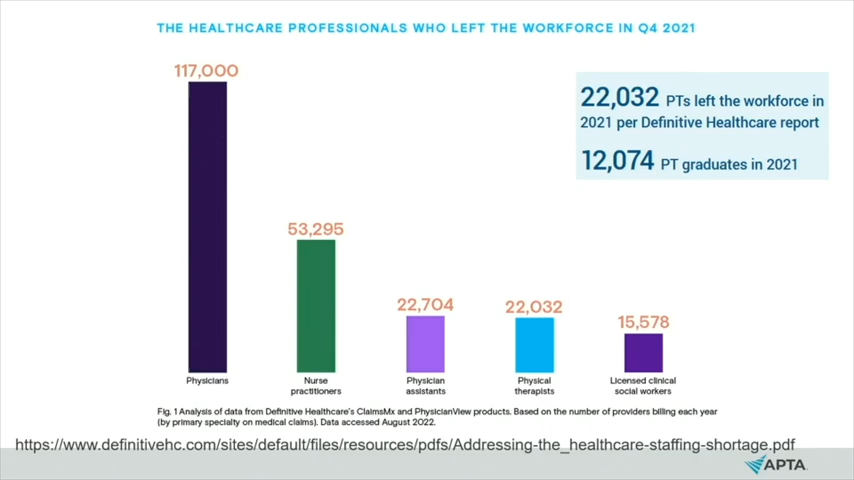 THE HEALTHCARE PROFESSIONALS WHO LEFT THE WORKFORCE IN Q4 2021
117,000
22,032 PTs left the workforce in
2021 per Definitive Healthcare report
12,074 PT graduates in 2021
53,295
22,704
22,032
15,578
Physicians
Nurse
practitioners
Physician
assistants
Physical
therapists
Licensed clinical
social workers
Fig. 1 Analysis of data from Definitive Healthcare's ClaimsMx and PhysicianView products. Based on the number of providers billing each year
(by primary specialty on medical claims). Data accessed August 2022.
https://www.definitivehc.com/sites/default/files/resources/pdfs/Addressing-the_healthcare-staffing-shortage.pdf
APTA